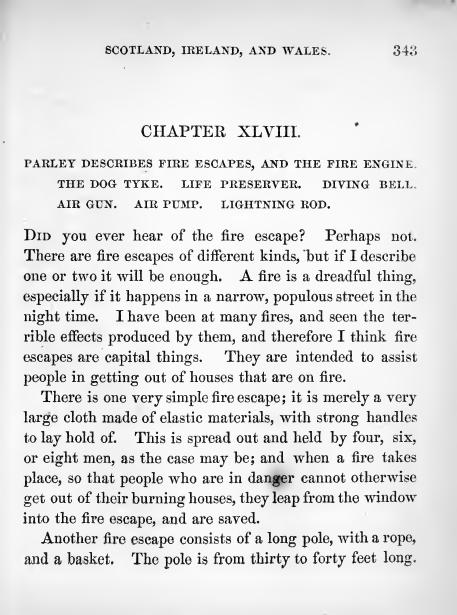 SCOTLAND, IRELAND, AND WALES. 343
CHAPTER XLVIII.
PARLEY DESCRIBES FIRE ESCAPES, AND THE FIRE ENGINE.
THE DOG TYKE. LIFE PRESERVER. DIVING BELL.
AIR GUN. AIR PUMP. LIGHTNING ROD.
DID you ever hear of the fire escape? Perhaps not.
There are fire escapes of different kinds, but if I describe
one or two it will be enough. A fire is a dreadful thing,
especially if it happens in a narrow, populous street in the
night time. I have been at many fires, and seen the ter-
rible effects produced by them, and therefore I think fire
escapes are capital things. They are intended to assist
people in getting out of houses that are on fire.
There is one very simple fire escape; it is merely a very
large cloth made of elastic materials, with strong handles
to lay hold of. This is spread out and held by four, six,
or eight men, as the case may be; and when a fire takes
place, so that people who are in danger cannot otherwise
get out of their burning houses, they leap from the window
into the fire escape, and are saved.
Another fire escape consists of a long pole, with a rope,
and a basket. The pole is from thirty to forty feet long.